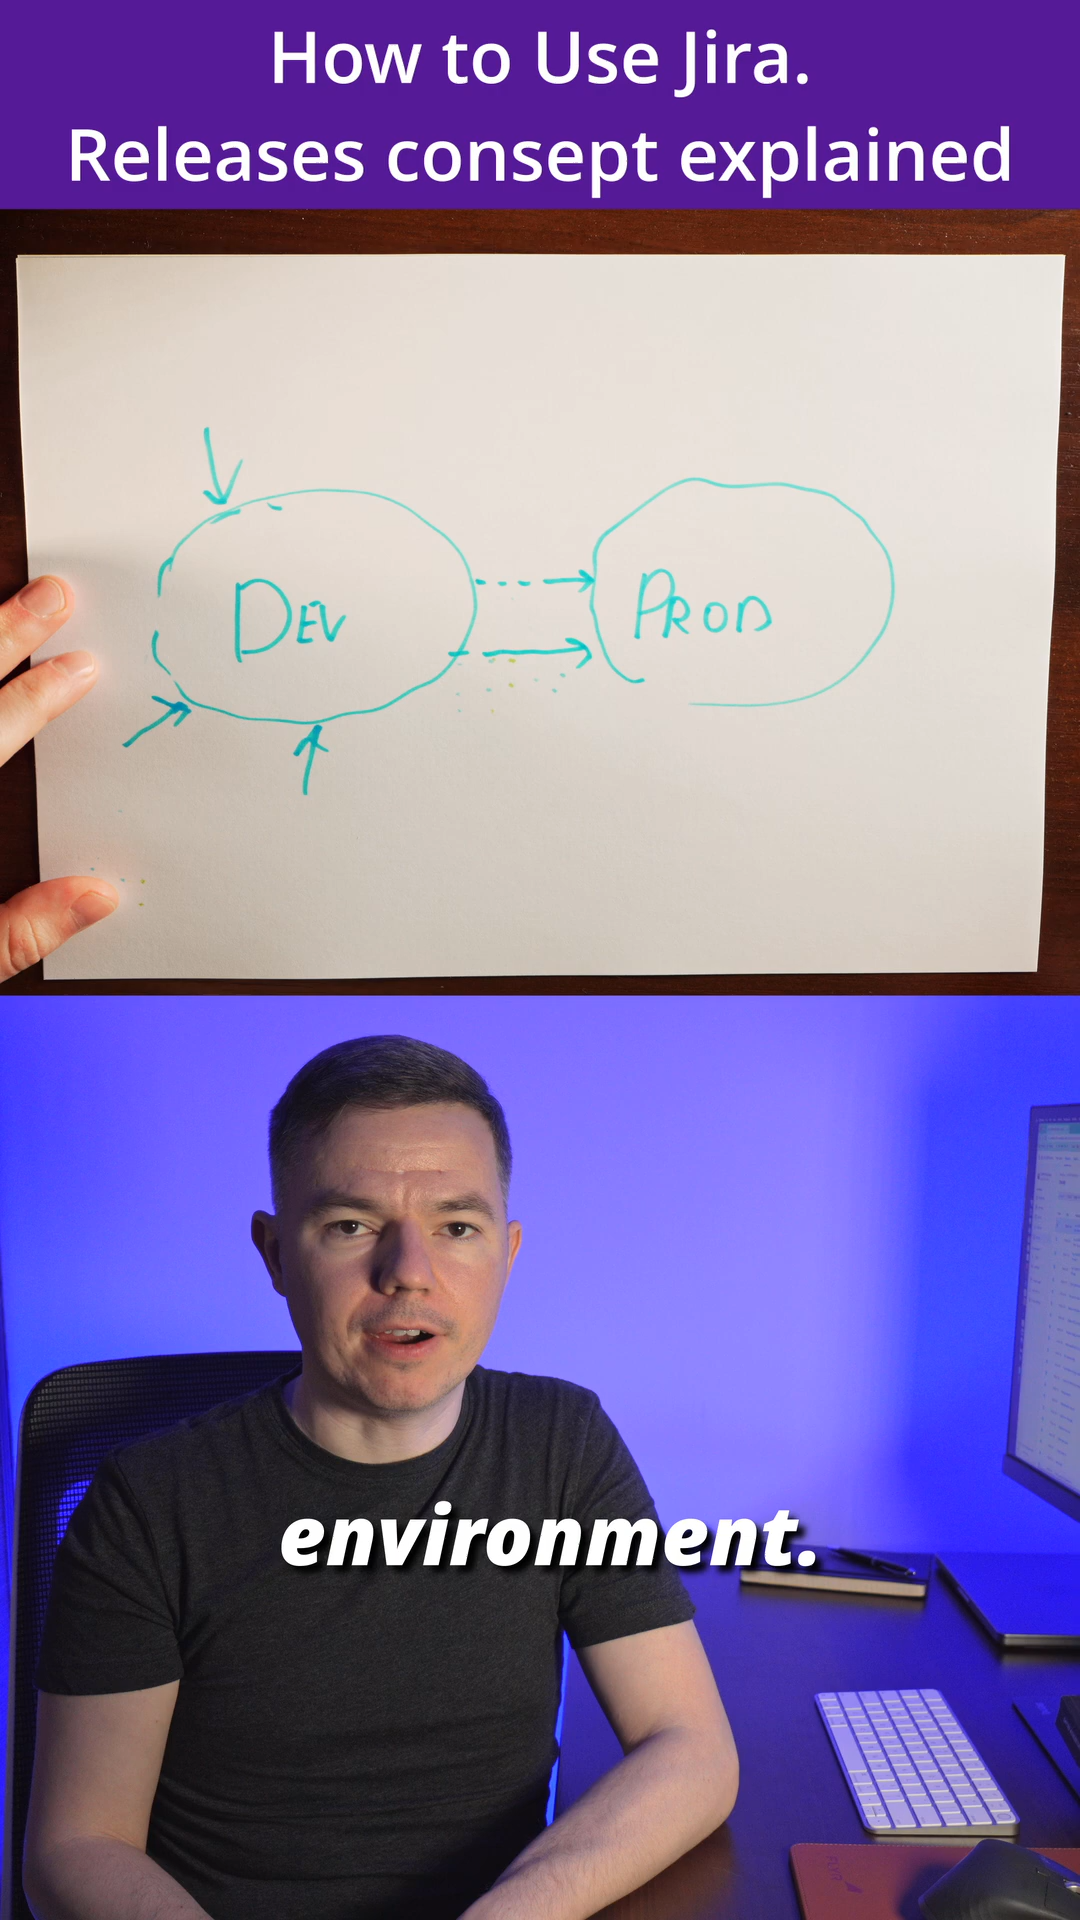 How to Use Jira.
Releases consept explained
DEV
PROD
environment.